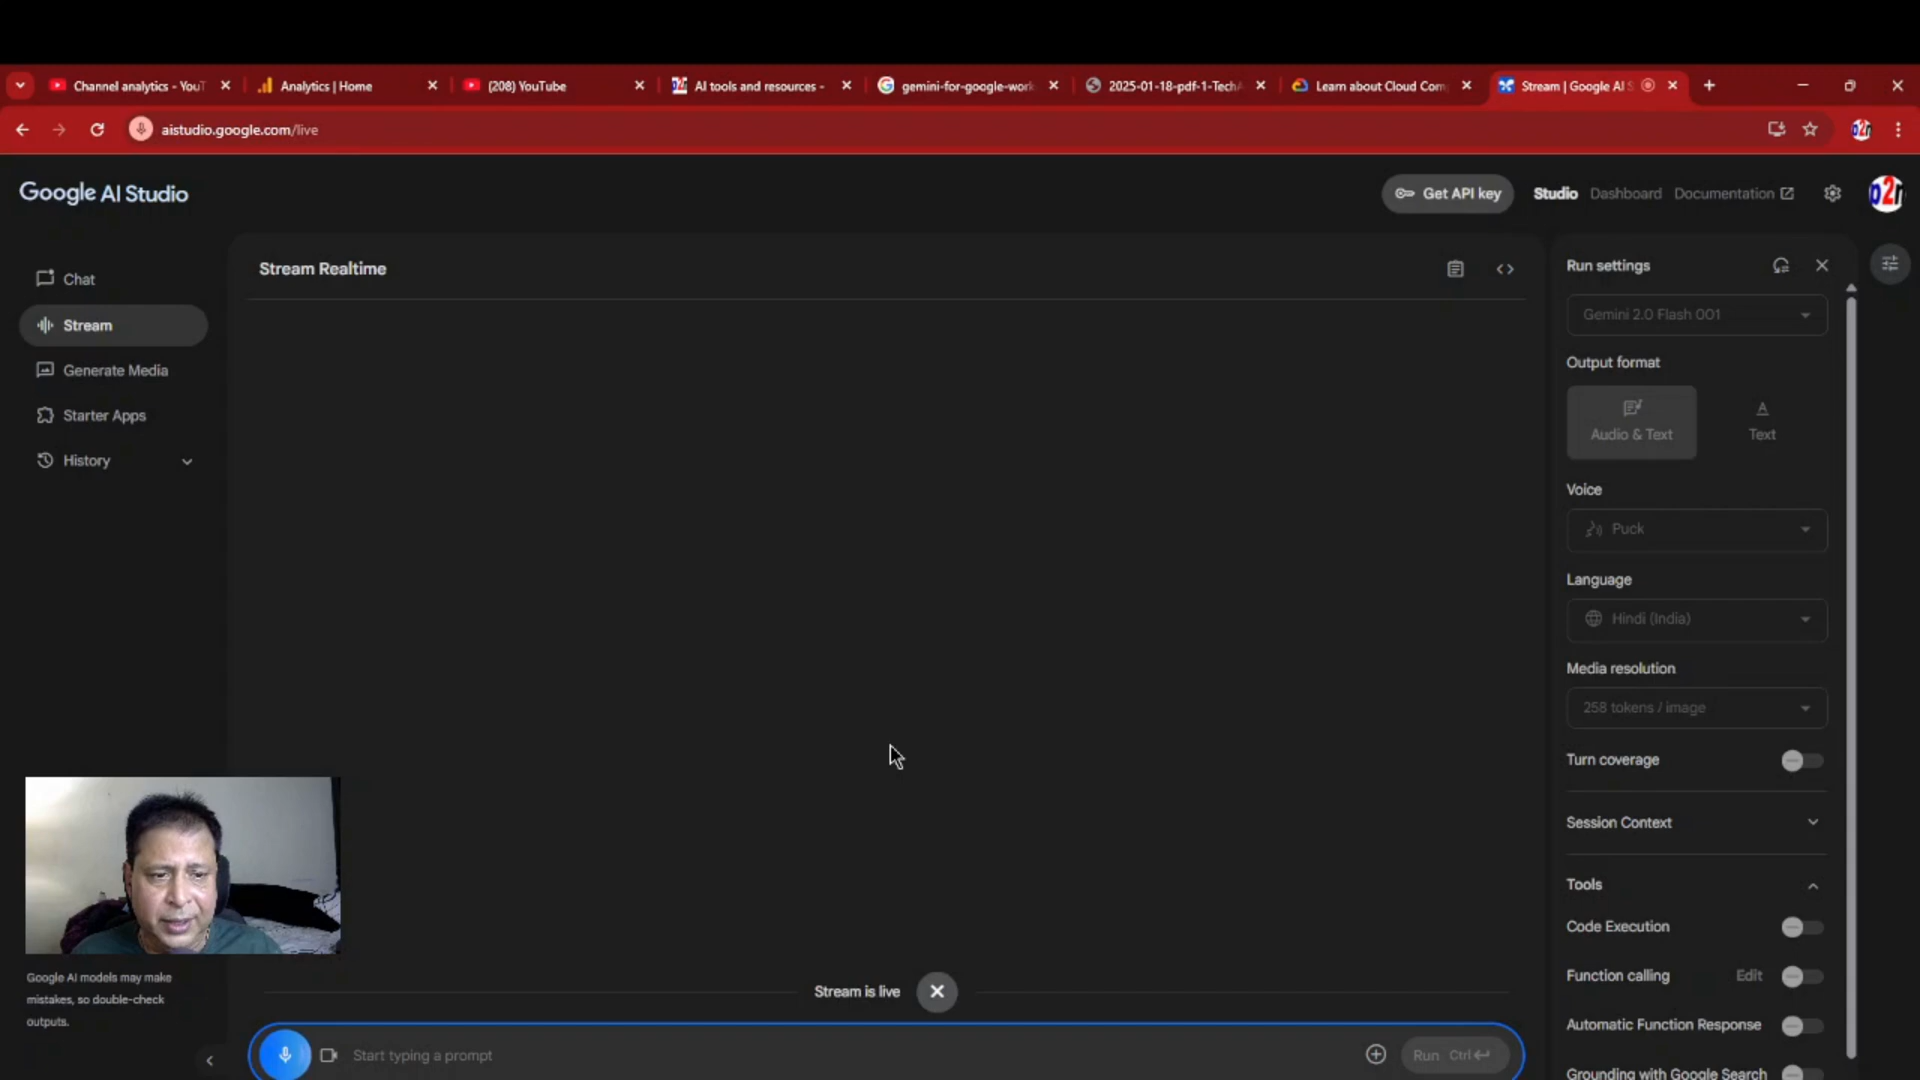 Channel analytics - YouT
Analytics | Home
(208) YouTube
AI tools and resources -
gemini-for-google-work
2025-01-18-pdf-1-TechA
Learn about Cloud Com
Stream | Google AI S
aistudio.google.com/live
Google AI Studio
Get API key
Studio
Dashboard
Documentation
Chat
Stream
Generate Media
Starter Apps
History
Stream Realtime
Run settings
Gemini 2.0 Flash 001
Output format
Audio & Text
Text
Voice
Puck
Language
Hindi (India)
Media resolution
258 tokens / image
Turn coverage
Session Context
Tools
Code Execution
Function calling
Edit
Automatic Function Response
Grounding with Google Search
Google AI models may make
mistakes, so double-check
outputs.
Stream is live
Start typing a prompt
Run Ctrl